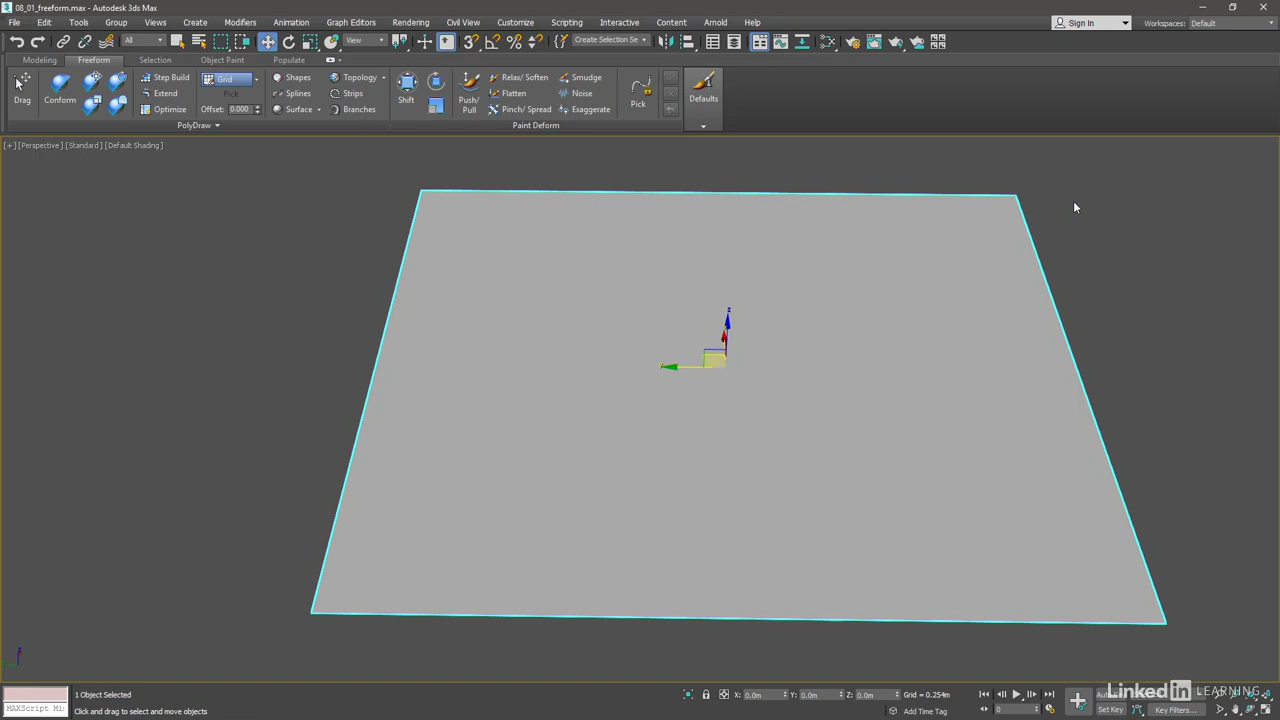 3 08_01_freeform.max - Autodesk 3ds Max
File Edit Tools Group Views Create Modifiers Animation Graph Editors Rendering Civil View Customize Scripting Interactive Content Arnold Help Sign In Workspaces: Default
All View Create Selection Se
Modeling Freeform Selection Object Paint Populate
Step Build Grid Shapes Topology Relax/ Soften Smudge
Drag Conform Extend Pick Splines Strips Shift Push/ Pull Flatten Noise Pick Defaults
Optimize Offset: 0.000 Surface Branches Pinch/ Spread Exaggerate
PolyDraw Paint Deform
[+] [Perspective] [Standard] [Default Shading]
z
1 Object Selected X: 0.0m Y: 0.0m Z: 0.0m Grid = 0.254m
MAXScript Mi Click and drag to select and move objects Add Time Tag 0 Set Key Key Filters...
LinkedIn LEARNING